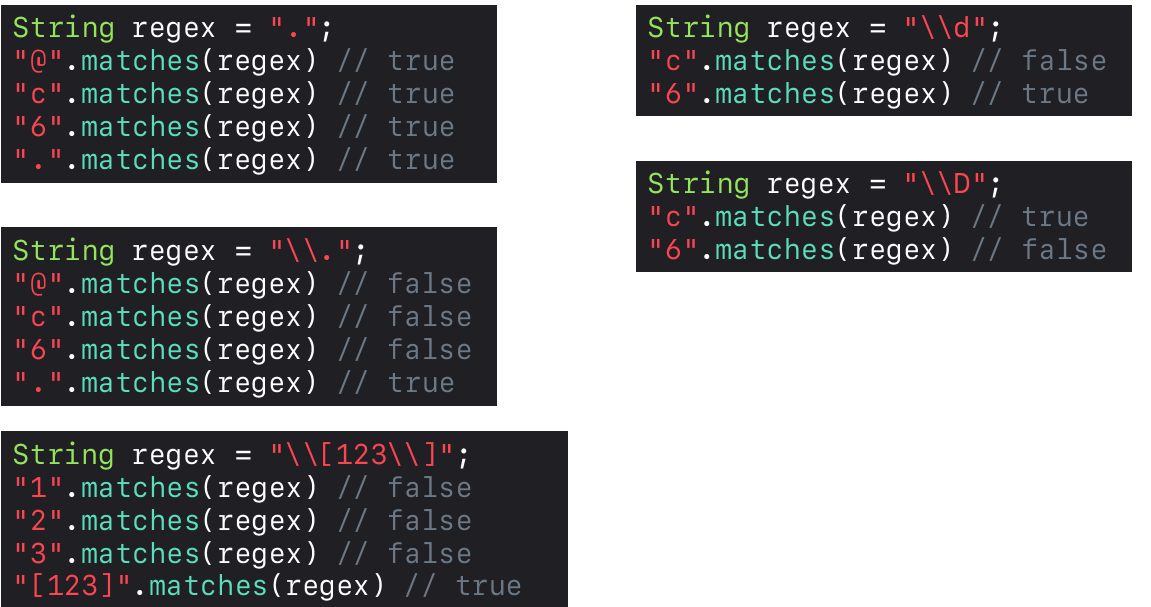 String regex = ".";
"@".matches(regex) // true
"c".matches(regex) // true
"6".matches(regex) // true
".".matches(regex) // true
String regex = "\\.";
"@".matches(regex) // false
"c".matches(regex) // false
"6".matches(regex) // false
".".matches(regex) // true
String regex = "\\[123\\]";
"1".matches(regex) // false
"2".matches(regex) // false
"3".matches(regex) // false
"[123]".matches(regex) // true
String regex = "\\d";
"c".matches(regex) // false
"6".matches(regex) // true
String regex = "\\D";
"c".matches(regex) // true
"6".matches(regex) // false